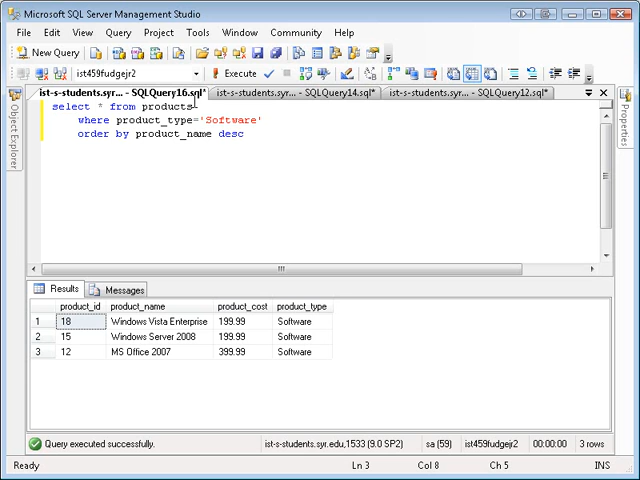 Microsoft SQL Server Management Studio
File Edit View Query Project Tools Window Community Help
New Query
ist459fudgejr2 Execute
ist-s-students.syr... - SQLQuery16.sql* ist-s-students.syr... - SQLQuery14.sql* ist-s-students.syr... - SQLQuery12.sql*
Object Explorer
select * from products
where product_type='Software'
order by product_name desc
Properties
Results Messages
product_id product_name product_cost product_type
1 18 Windows Vista Enterprise 199.99 Software
2 15 Windows Server 2008 199.99 Software
3 12 MS Office 2007 399.99 Software
Query executed successfully. ist-s-students.syr.edu,1533 (9.0 SP2) sa (59) ist459fudgejr2 00:00:00 3 rows
Ready Ln 3 Col 8 Ch 5 INS